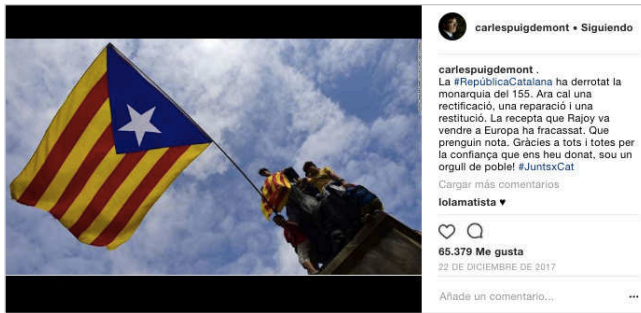 carlespuigdemont • Siguiendo
carlespuigdemont .
La #RepúblicaCatalana ha derrotat la
monarquia del 155. Ara cal una
rectificació, una reparació i una
restitució. La recepta que Rajoy va
vendre a Europa ha fracassat. Que
prenguin nota. Gràcies a tots i totes per
la confiança que ens heu donat, sou un
orgull de poble! #JuntsxCat
Cargar más comentarios
lolamatista ♥
65.379 Me gusta
22 DE DICIEMBRE DE 2017
Añade un comentario...